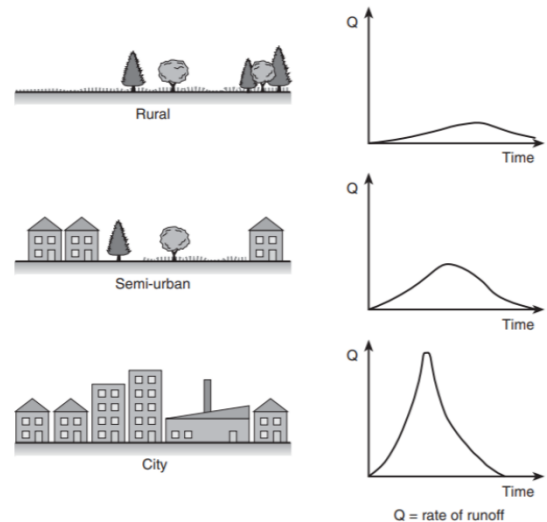 Q
Rural
Time
Q
Semi-urban
Time
Q
City
Time
Q = rate of runoff